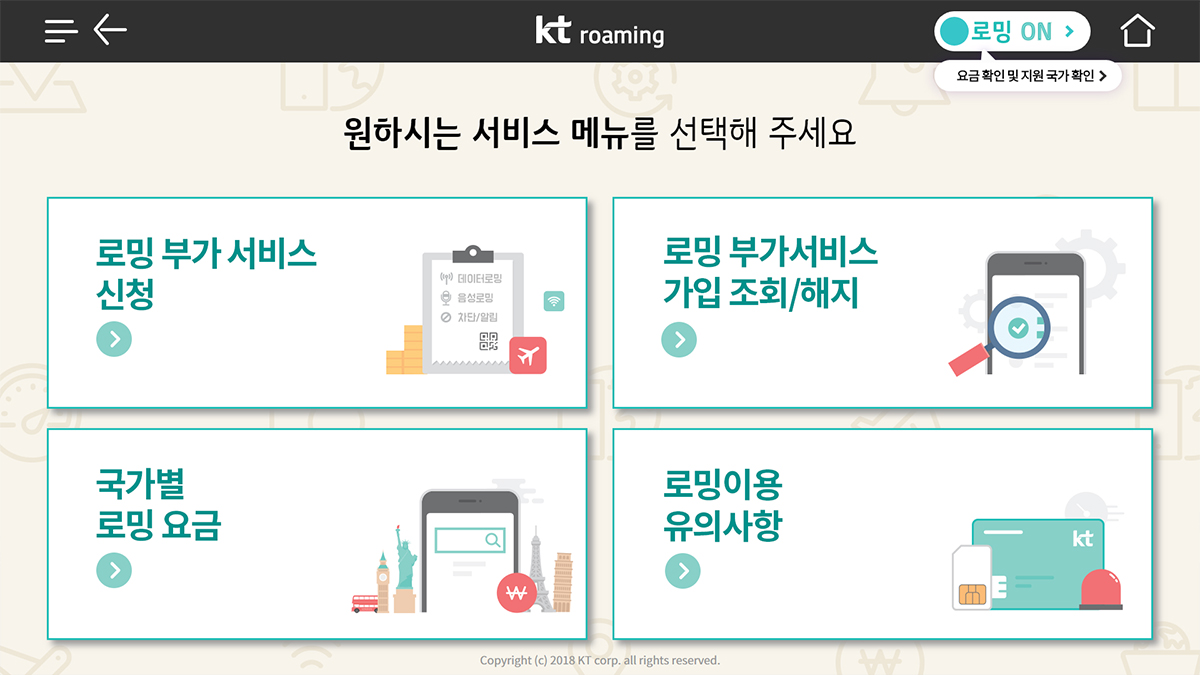 kt roaming
로밍 ON
요금 확인 및 지원 국가 확인
원하시는 서비스 메뉴를 선택해 주세요
로밍 부가 서비스
신청
데이터로밍
음성로밍
차단/알림
로밍 부가서비스
가입 조회/해지
국가별
로밍 요금
₩
로밍이용
유의사항
kt
Copyright (c) 2018 KT corp. all rights reserved.